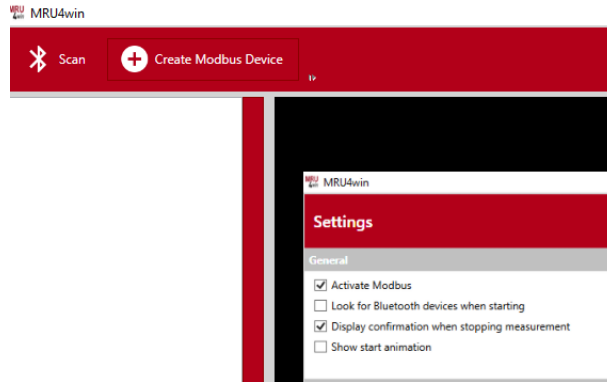 MRU4win
Scan
Create Modbus Device
MRU4win
Settings
General
Activate Modbus
Look for Bluetooth devices when starting
Display confirmation when stopping measurement
Show start animation